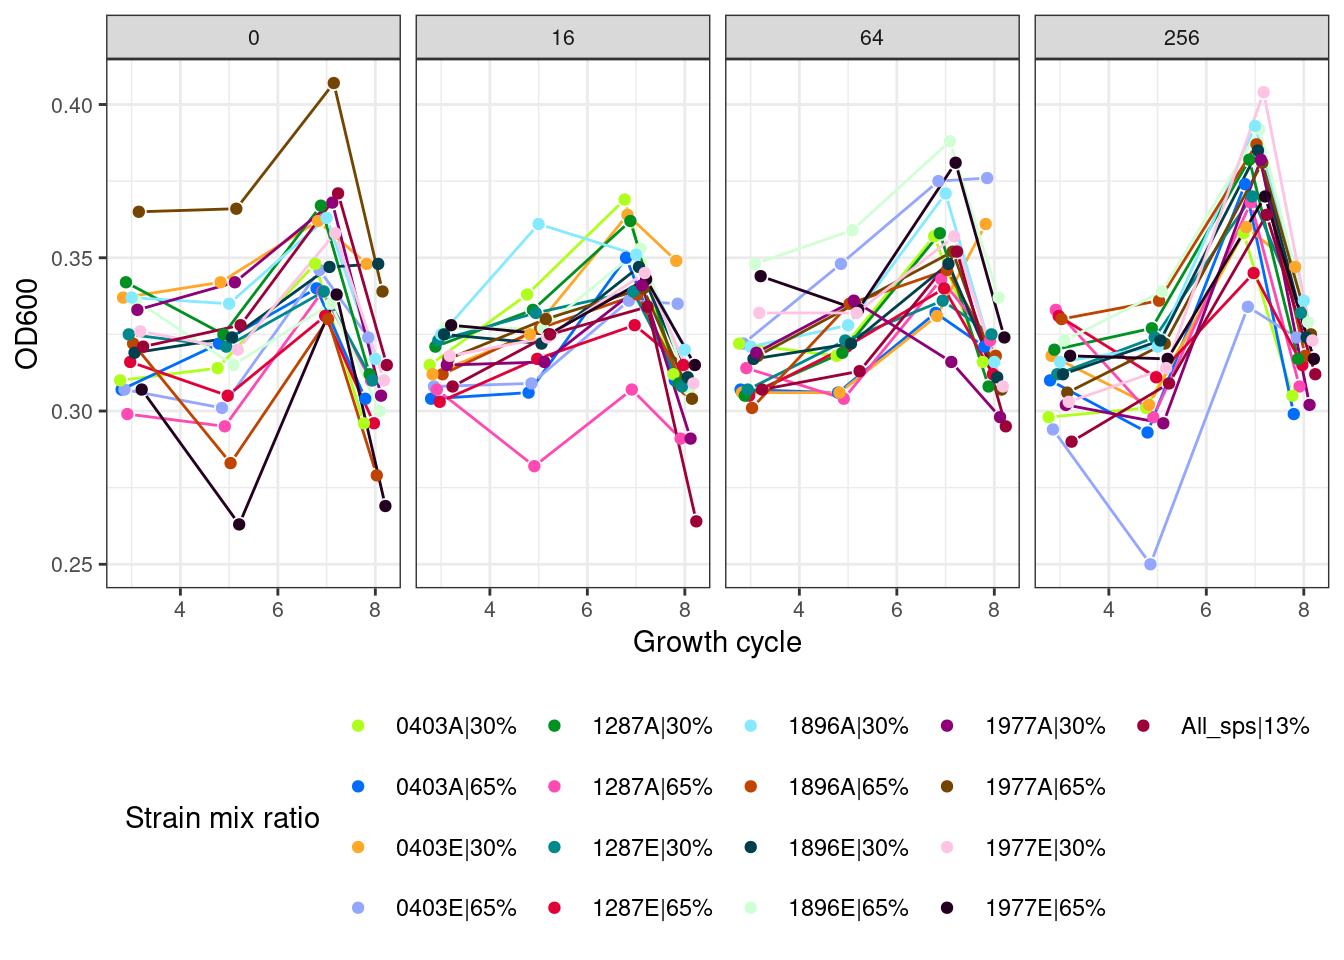 0 16 64 256
0.40
0.35
0.30
0.25
OD600
4 6 8 4 6 8 4 6 8 4 6 8
Growth cycle
Strain mix ratio
0403A|30% 1287A|30% 1896A|30% 1977A|30% All_sps|13%
0403A|65% 1287A|65% 1896A|65% 1977A|65%
0403E|30% 1287E|30% 1896E|30% 1977E|30%
0403E|65% 1287E|65% 1896E|65% 1977E|65%